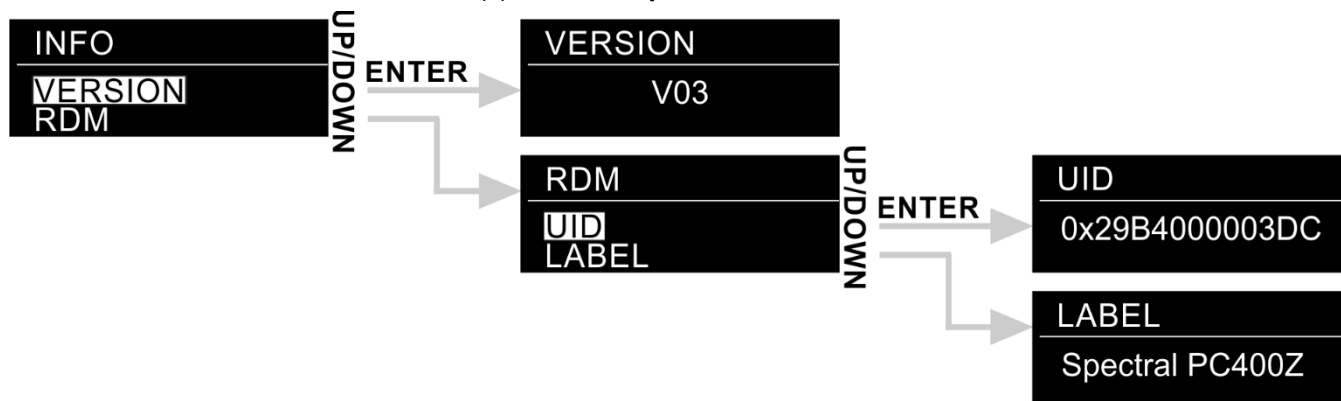 INFO
VERSION
RDM
UP/DOWN
ENTER
VERSION
V03
RDM
UID
LABEL
UP/DOWN
ENTER
UID
0x29B4000003DC
LABEL
Spectral PC400Z